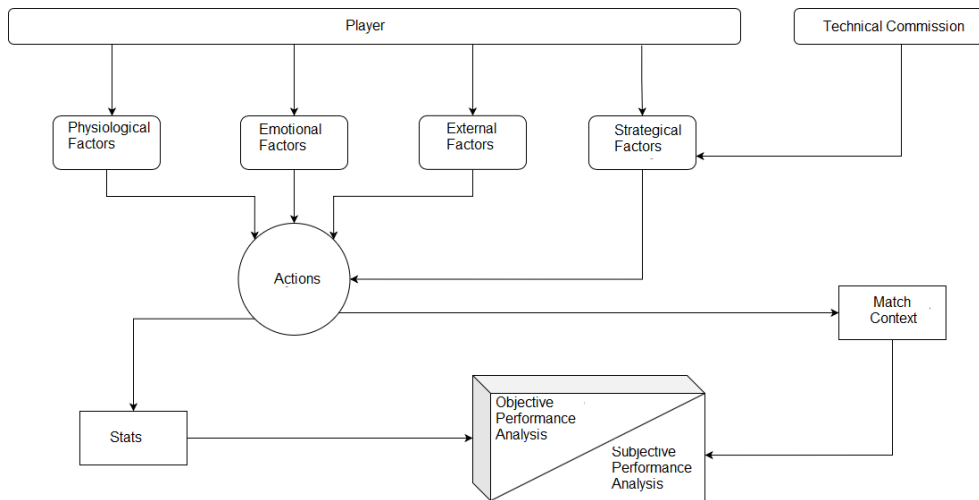 Player
Technical Commission
Physiological
Factors
Emotional
Factors
External
Factors
Strategical
Factors
Actions
Match
Context
Objective
Performance
Analysis
Stats
Subjective
Performance
Analysis